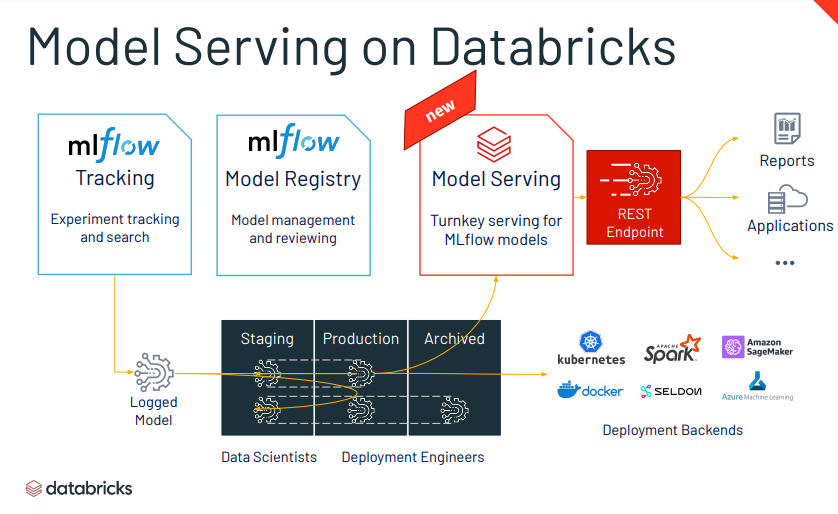 Model Serving on Databricks
mlflow
Tracking
Experiment tracking
and search
mlflow
Model Registry
Model management
and reviewing
new
Model Serving
Turnkey serving for
MLflow models
REST
Endpoint
Reports
Applications
...
Logged
Model
Staging
Production
Archived
Data Scientists
Deployment Engineers
kubernetes
APACHE
Spark
Amazon
SageMaker
docker
SELDON
Azure Machine Learning
Deployment Backends
databricks